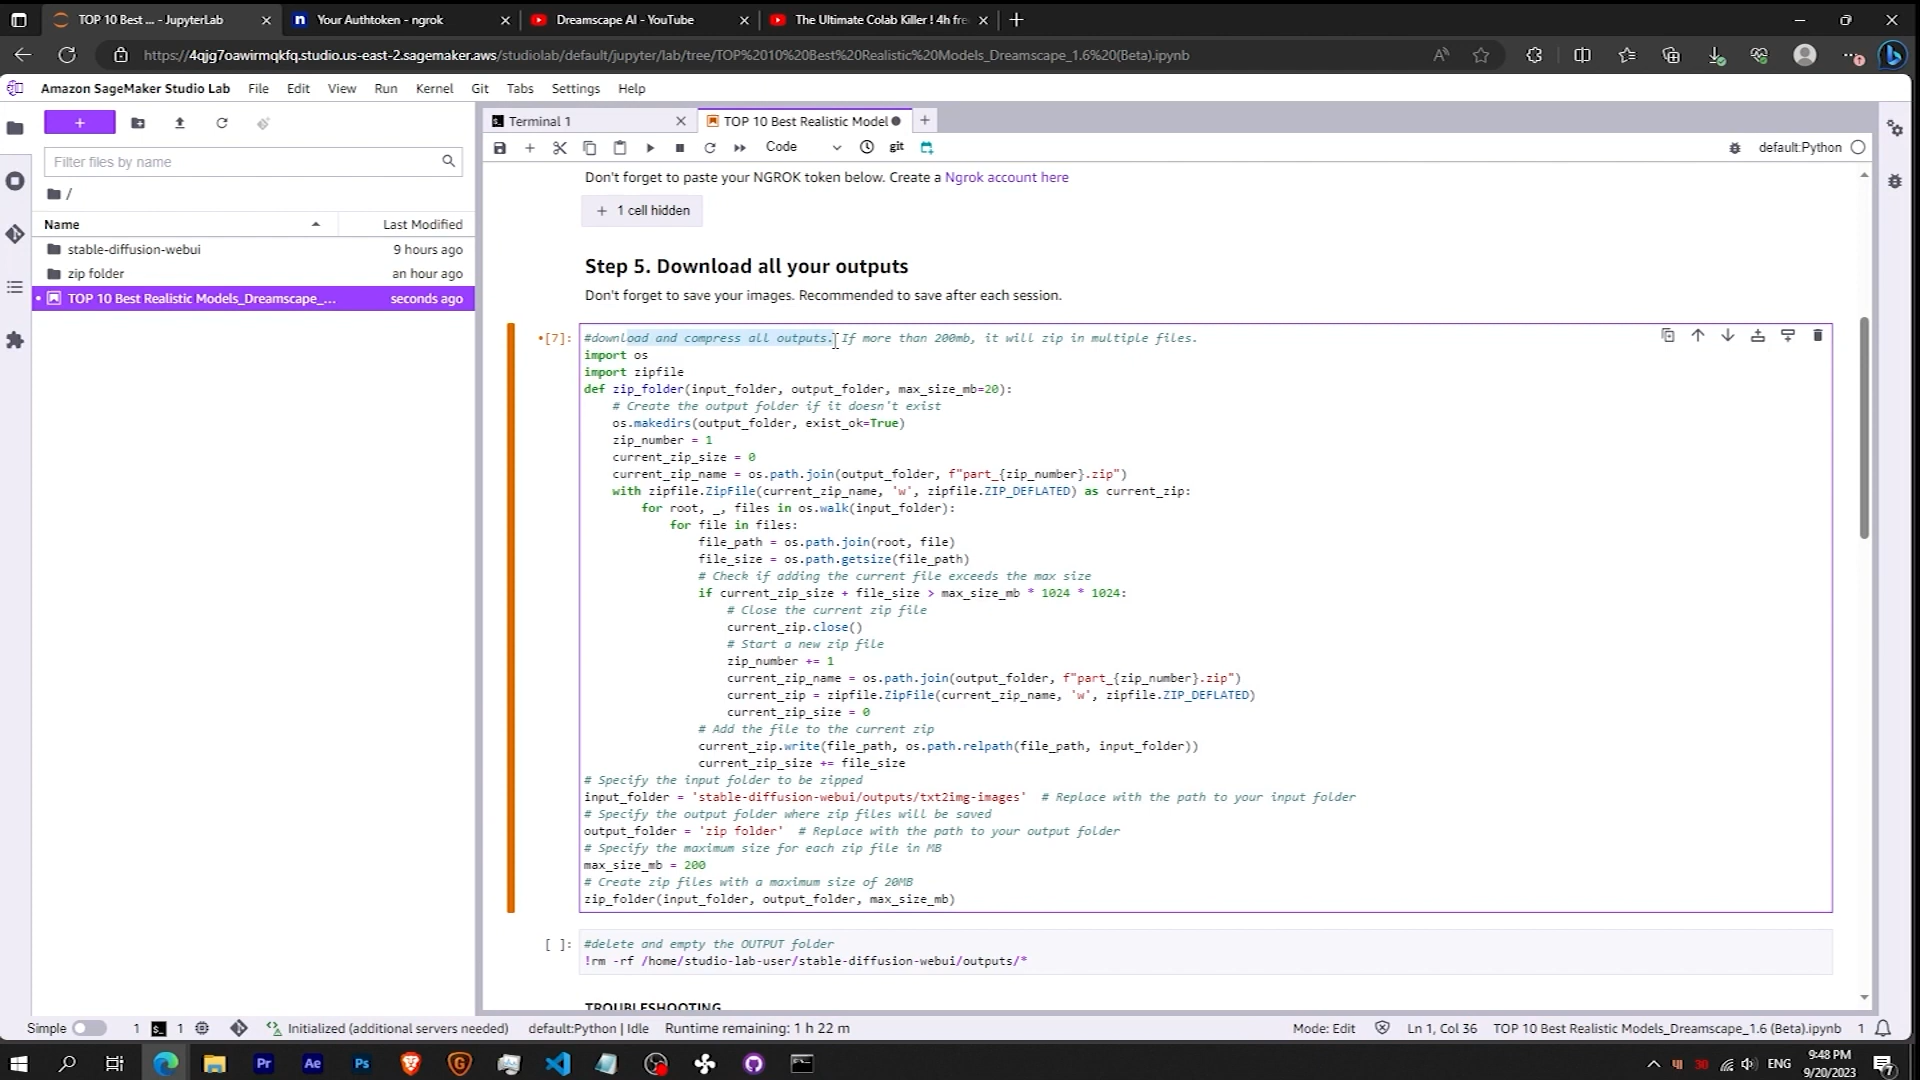 TOP 10 Best ... - JupyterLab
Your Authtoken - ngrok
Dreamscape AI - YouTube
The Ultimate Colab Killer ! 4h fre
https://4qjg7oawirmqkfq.studio.us-east-2.sagemaker.aws/studiolab/default/jupyter/lab/tree/TOP%2010%20Best%20Realistic%20Models_Dreamscape_1.6%20(Beta).ipynb
Amazon SageMaker Studio Lab File Edit View Run Kernel Git Tabs Settings Help
Terminal 1
TOP 10 Best Realistic Model
Code
git
default:Python
Filter files by name
/
Name
Last Modified
stable-diffusion-webui
9 hours ago
zip folder
an hour ago
TOP 10 Best Realistic Models_Dreamscape_...
seconds ago
Don't forget to paste your NGROK token below. Create a Ngrok account here
1 cell hidden
Step 5. Download all your outputs
Don't forget to save your images. Recommended to save after each session.
[7]:
#download and compress all outputs. If more than 200mb, it will zip in multiple files.
import os
import zipfile
def zip_folder(input_folder, output_folder, max_size_mb=20):
# Create the output folder if it doesn't exist
os.makedirs(output_folder, exist_ok=True)
zip_number = 1
current_zip_size = 0
current_zip_name = os.path.join(output_folder, f"part_{zip_number}.zip")
with zipfile.ZipFile(current_zip_name, 'w', zipfile.ZIP_DEFLATED) as current_zip:
for root, _, files in os.walk(input_folder):
for file in files:
file_path = os.path.join(root, file)
file_size = os.path.getsize(file_path)
# Check if adding the current file exceeds the max size
if current_zip_size + file_size > max_size_mb * 1024 * 1024:
# Close the current zip file
current_zip.close()
# Start a new zip file
zip_number += 1
current_zip_name = os.path.join(output_folder, f"part_{zip_number}.zip")
current_zip = zipfile.ZipFile(current_zip_name, 'w', zipfile.ZIP_DEFLATED)
current_zip_size = 0
# Add the file to the current zip
current_zip.write(file_path, os.path.relpath(file_path, input_folder))
current_zip_size += file_size
# Specify the input folder to be zipped
input_folder = 'stable-diffusion-webui/outputs/txt2img-images' # Replace with the path to your input folder
# Specify the output folder where zip files will be saved
output_folder = 'zip folder' # Replace with the path to your output folder
# Specify the maximum size for each zip file in MB
max_size_mb = 200
# Create zip files with a maximum size of 20MB
zip_folder(input_folder, output_folder, max_size_mb)
[ ]:
#delete and empty the OUTPUT folder
!rm -rf /home/studio-lab-user/stable-diffusion-webui/outputs/*
TROUBLESHOOTING
Simple 1 1 Initialized (additional servers needed) default:Python | Idle Runtime remaining: 1 h 22 m Mode: Edit Ln 1, Col 36 TOP 10 Best Realistic Models_Dreamscape_1.6 (Beta).ipynb 1
Pr Ae Ps
30
ENG
9:48 PM
9/20/2023
7